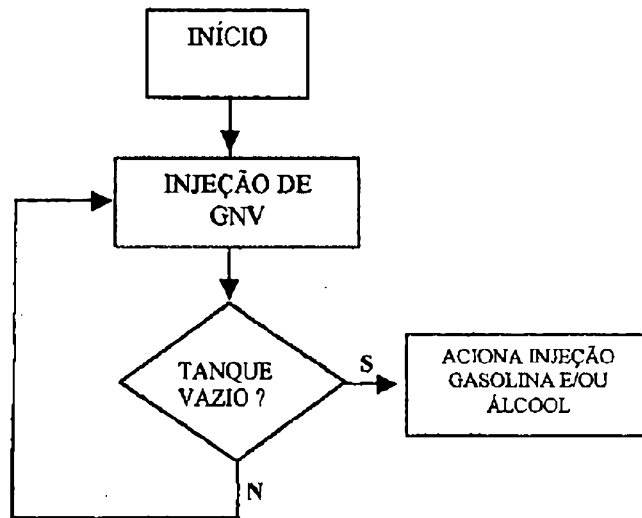 INÍCIO
INJEÇÃO DE
GNV
TANQUE
VAZIO ?
S
ACIONA INJEÇÃO
GASOLINA E/OU
ÁLCOOL
N